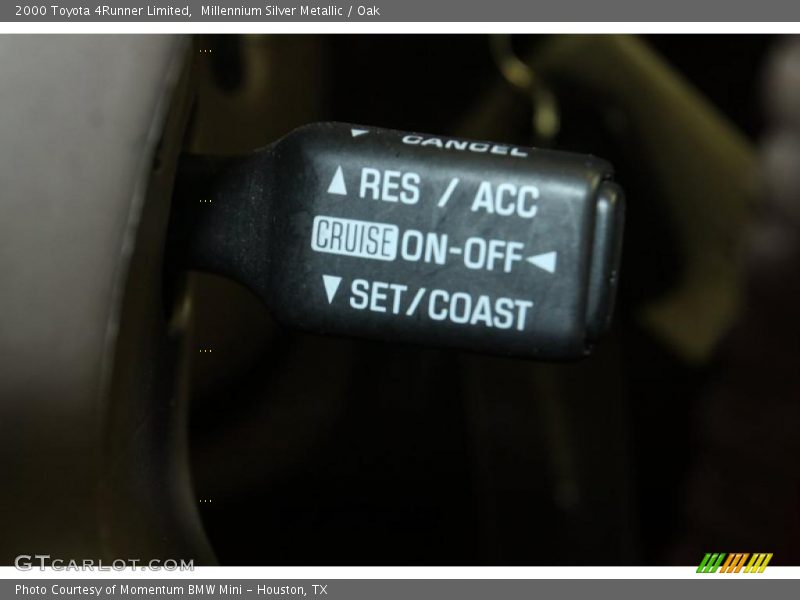 2000 Toyota 4Runner Limited,  Millennium Silver Metallic / Oak
▼ CANCEL
▲ RES / ACC
CRUISE ON-OFF ◀
▼ SET/COAST
GTCARLOT.COM
Photo Courtesy of Momentum BMW Mini - Houston, TX